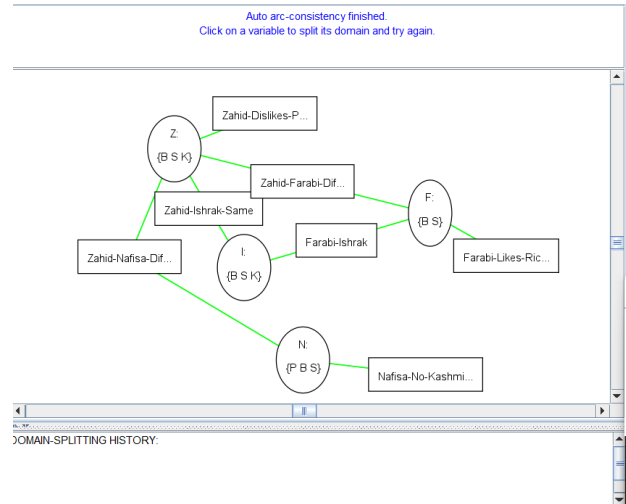 Auto arc-consistency finished.
Click on a variable to split its domain and try again.
Zahid-Dislikes-P...
Z:
{B S K}
Zahid-Farabi-Dif...
F:
{B S}
Zahid-Ishrak-Same
Farabi-Ishrak
I:
{B S K}
Zahid-Nafisa-Dif...
Farabi-Likes-Ric...
N:
{P B S}
Nafisa-No-Kashmi...
DOMAIN-SPLITTING HISTORY: